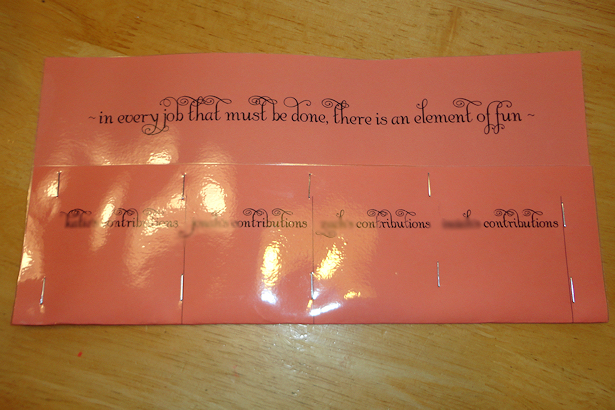 ~ in every job that must be done, there is an element of fun ~
contributions contributions contributions contributions